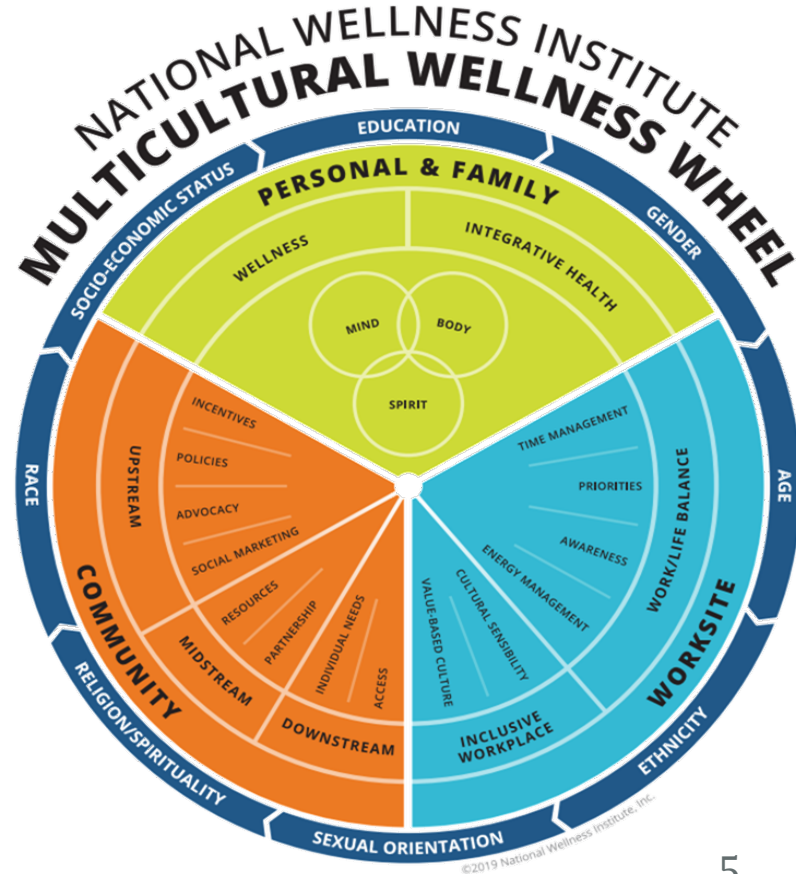 NATIONAL WELLNESS INSTITUTE
MULTICULTURAL WELLNESS WHEEL
EDUCATION
GENDER
AGE
ETHNICITY
SEXUAL ORIENTATION
RELIGION/SPIRITUALITY
RACE
SOCIO-ECONOMIC STATUS
PERSONAL & FAMILY
WELLNESS
INTEGRATIVE HEALTH
MIND
BODY
SPIRIT
WORKSITE
WORK/LIFE BALANCE
TIME MANAGEMENT
PRIORITIES
AWARENESS
ENERGY MANAGEMENT
INCLUSIVE
WORKPLACE
CULTURAL SENSIBILITY
VALUE-BASED CULTURE
COMMUNITY
UPSTREAM
INCENTIVES
POLICIES
ADVOCACY
SOCIAL MARKETING
MIDSTREAM
RESOURCES
PARTNERSHIP
DOWNSTREAM
INDIVIDUAL NEEDS
ACCESS
©2019 National Wellness Institute, Inc.
5